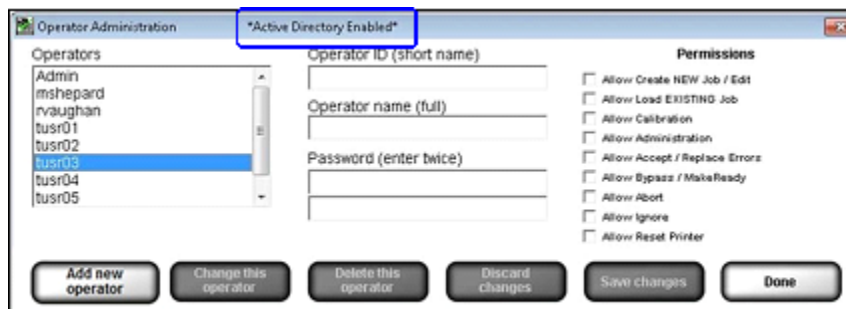 Operator Administration *Active Directory Enabled*
Operators
Admin
mshepard
rvaughan
tusr01
tusr02
tusr03
tusr04
tusr05
Operator ID (short name)
Operator name (full)
Password (enter twice)
Permissions
Allow Create NEW Job / Edit
Allow Load EXISTING Job
Allow Calibration
Allow Administration
Allow Accept / Replace Errors
Allow Bypass / MakeReady
Allow Abort
Allow Ignore
Allow Reset Printer
Add new
operator
Change this
operator
Delete this
operator
Discard
changes
Save changes
Done